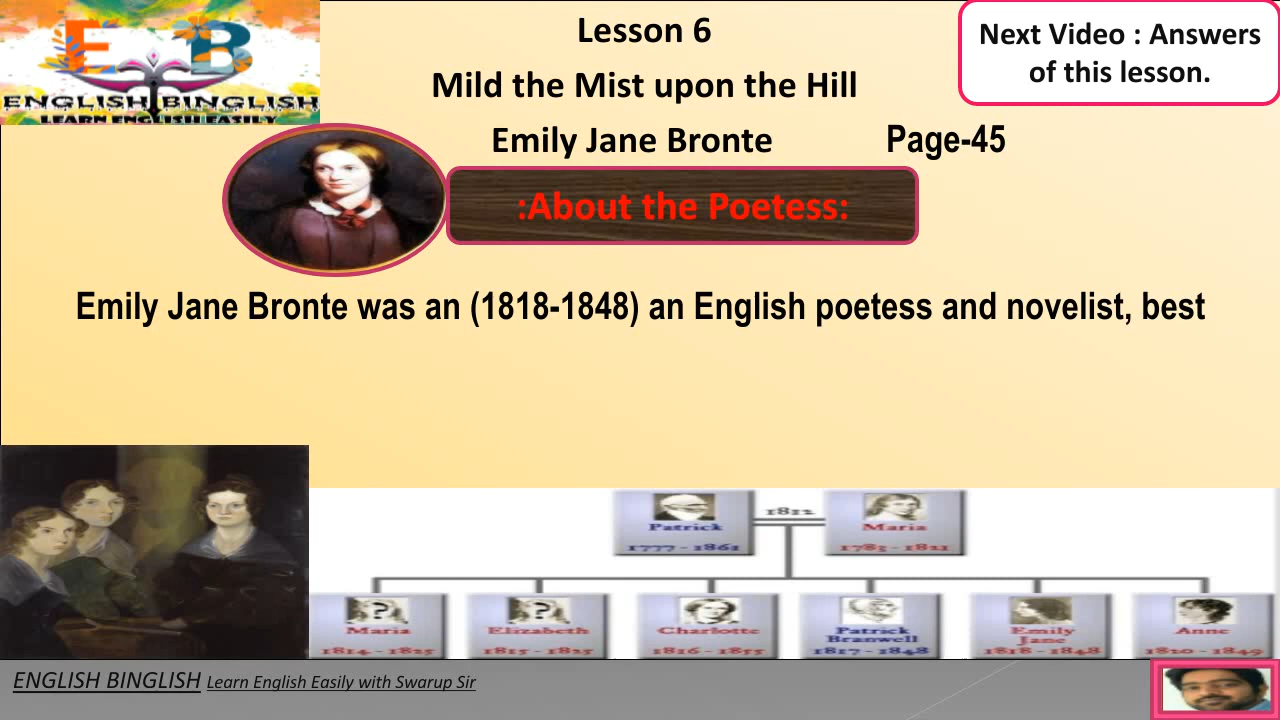 E B
ENGLISH BINGLISH
LEARN ENGLISH EASILY
Lesson 6
Mild the Mist upon the Hill
Emily Jane Bronte Page-45
Next Video : Answers
of this lesson.
:About the Poetess:
Emily Jane Bronte was an (1818-1848) an English poetess and novelist, best
Patrick
1777 - 1861
1812
Maria
1783 - 1821
Maria
1814 - 1825
Elizabeth
1815 - 1825
Charlotte
1816 - 1855
Patrick
Branwell
1817 - 1848
Emily
Jane
1818 - 1848
Anne
1820 - 1849
ENGLISH BINGLISH Learn English Easily with Swarup Sir